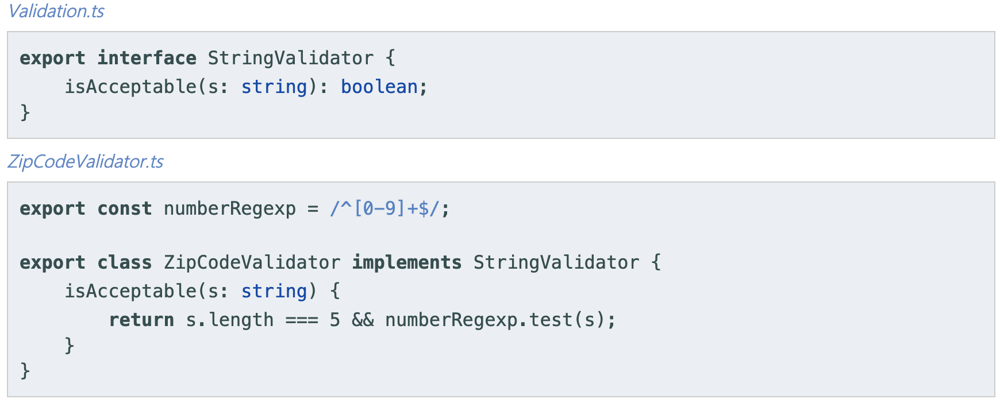 Validation.ts
export interface StringValidator {
    isAcceptable(s: string): boolean;
}
ZipCodeValidator.ts
export const numberRegexp = /^[0-9]+$/;
export class ZipCodeValidator implements StringValidator {
    isAcceptable(s: string) {
        return s.length === 5 && numberRegexp.test(s);
    }
}